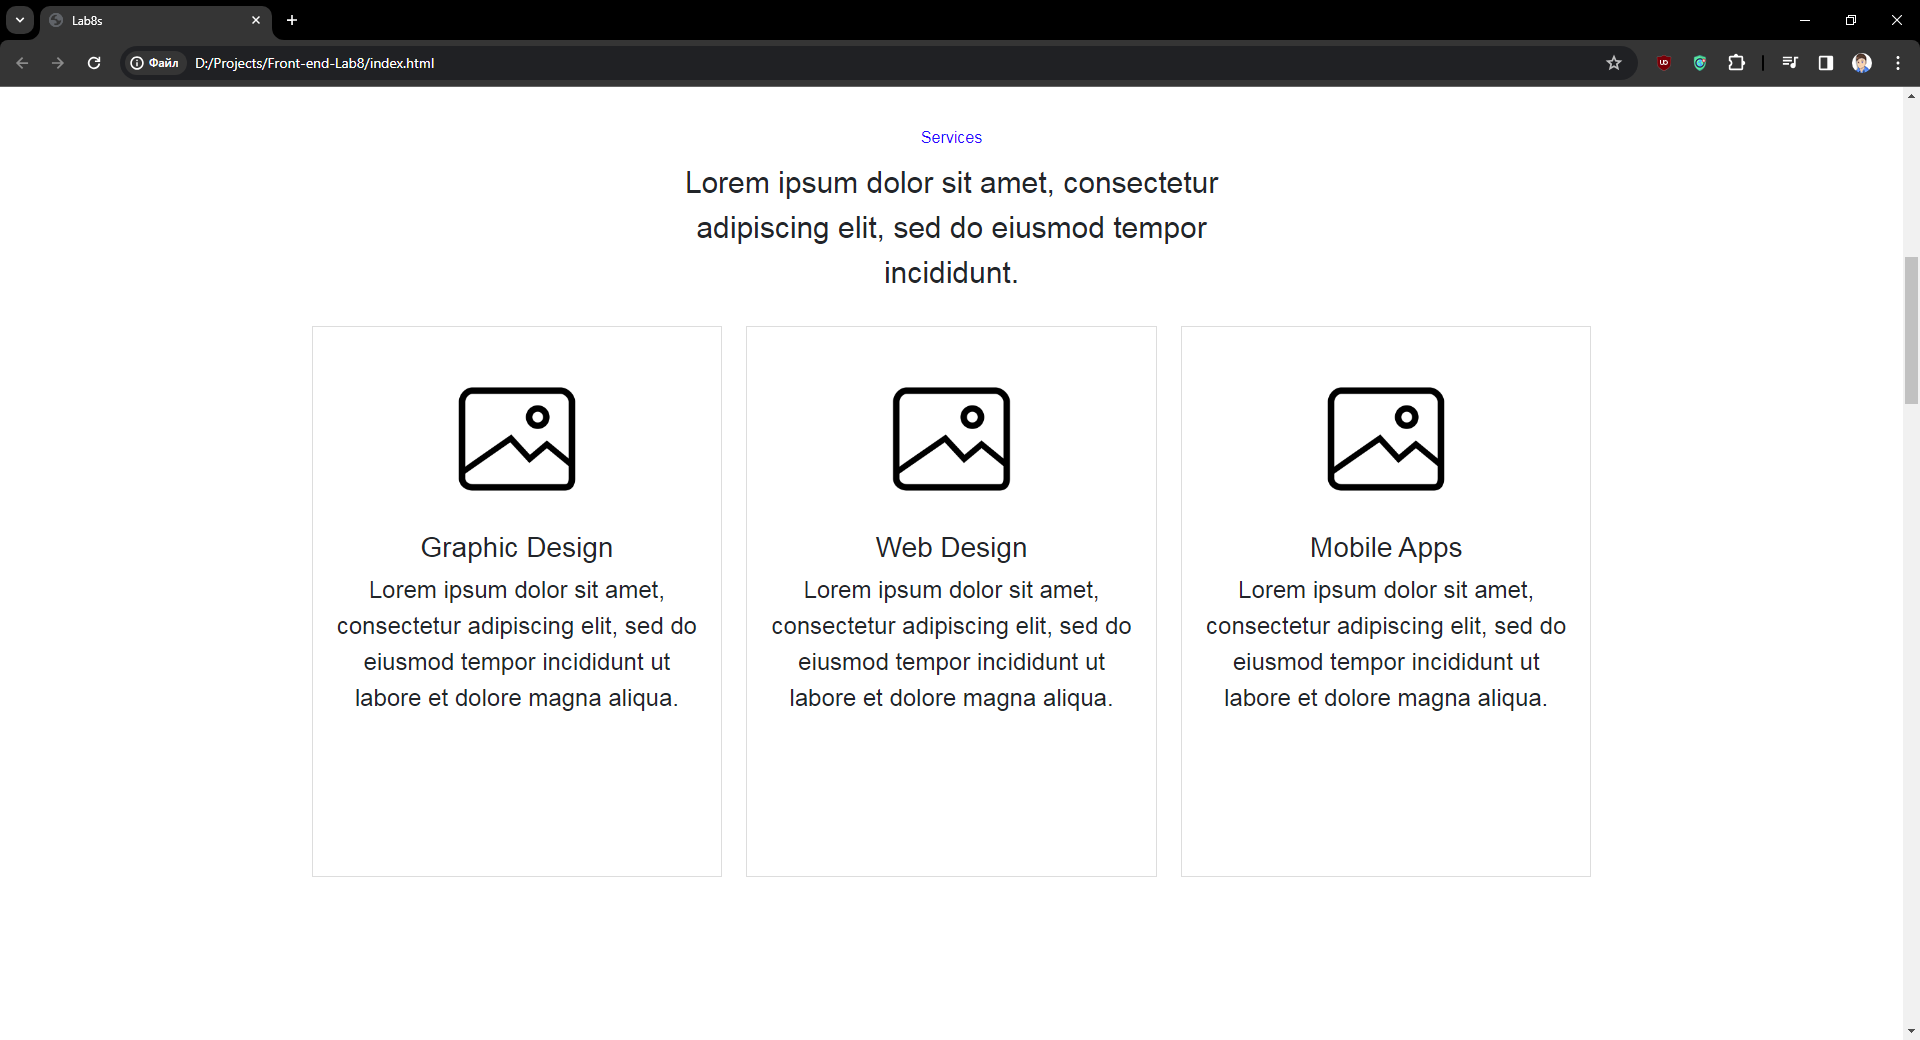 Lab8s
Файл
D:/Projects/Front-end-Lab8/index.html
Services
Lorem ipsum dolor sit amet, consectetur
adipiscing elit, sed do eiusmod tempor
incididunt.
Graphic Design
Lorem ipsum dolor sit amet,
consectetur adipiscing elit, sed do
eiusmod tempor incididunt ut
labore et dolore magna aliqua.
Web Design
Lorem ipsum dolor sit amet,
consectetur adipiscing elit, sed do
eiusmod tempor incididunt ut
labore et dolore magna aliqua.
Mobile Apps
Lorem ipsum dolor sit amet,
consectetur adipiscing elit, sed do
eiusmod tempor incididunt ut
labore et dolore magna aliqua.